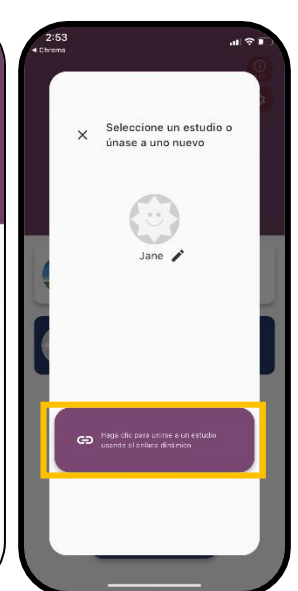 2:53
◀ Chrome
Seleccione un estudio o
únase a uno nuevo
Jane
Haga clic para unirse a un estudio
usando el enlace dinámico